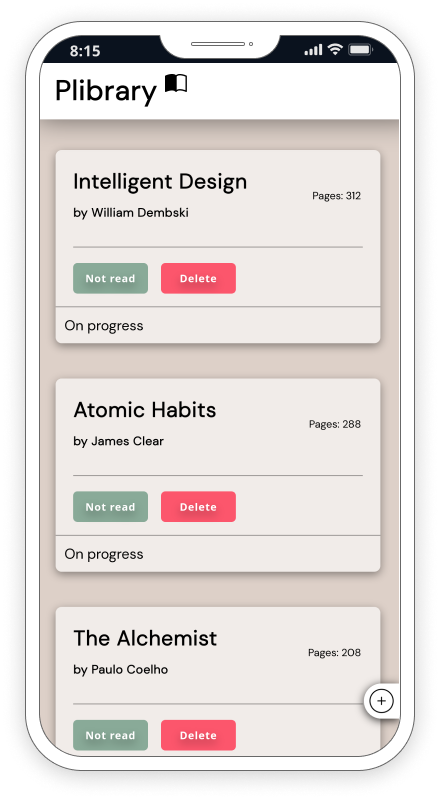 8:15
Plibrary
Intelligent Design
Pages: 312
by William Dembski
Not read Delete
On progress
Atomic Habits
Pages: 288
by James Clear
Not read Delete
On progress
The Alchemist
Pages: 208
by Paulo Coelho
+
Not read Delete